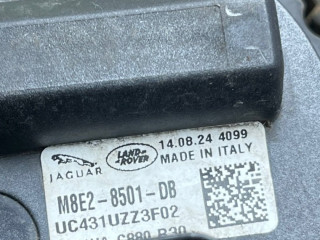 14.08.24 4099
JAGUAR LAND-ROVER MADE IN ITALY
M8E2-8501-DB
UC431UZZ3F02